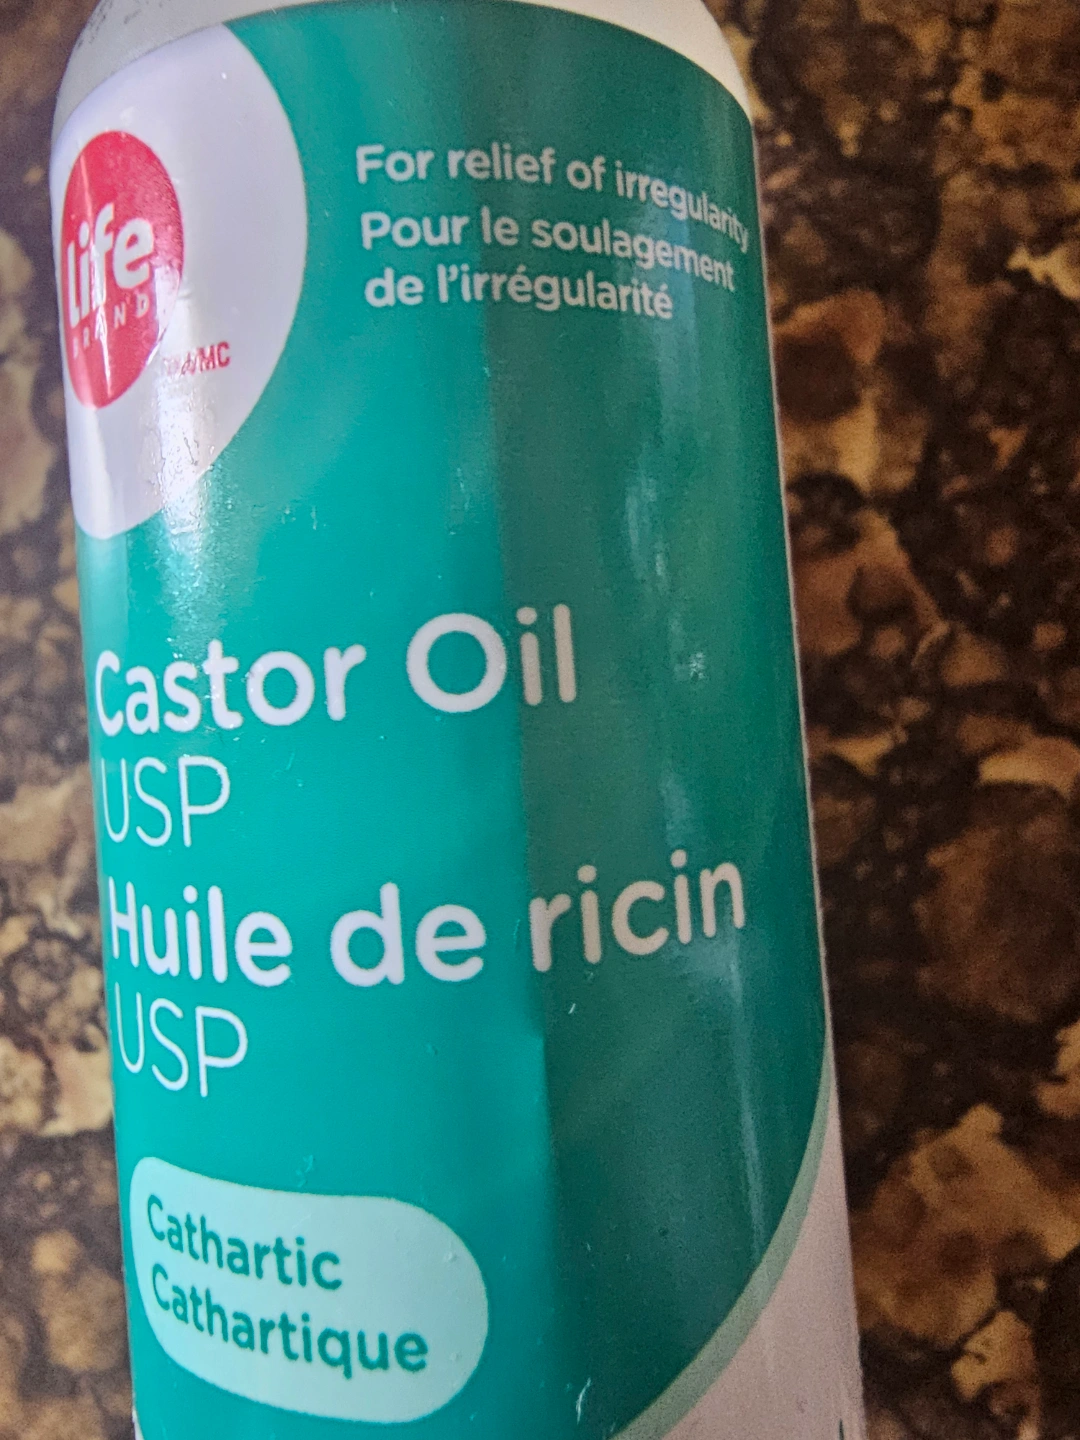 Life
BRAND
For relief of irregularity
Pour le soulagement
de l'irrégularité
Castor Oil
USP
Huile de ricin
USP
Cathartic
Cathartique